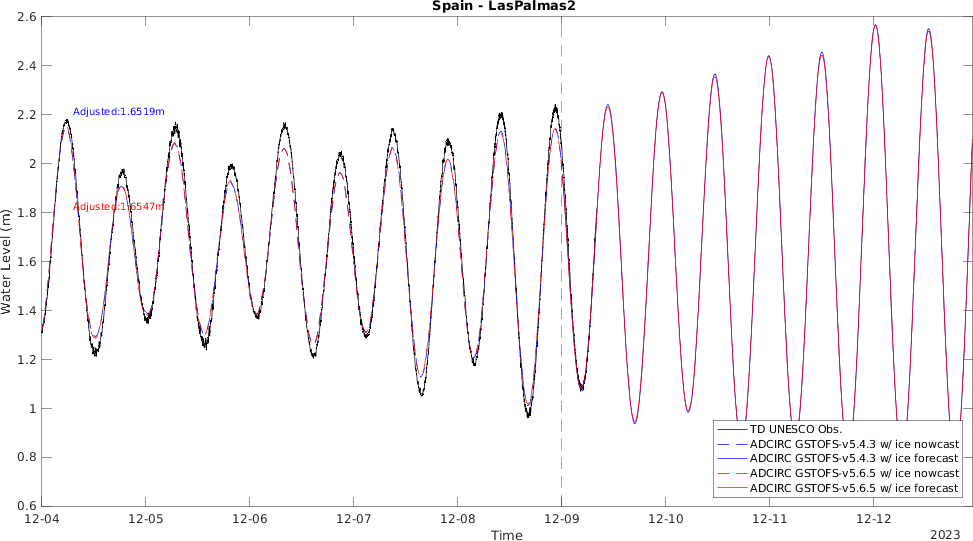 Spain - LasPalmas2
2.6
2.4
2.2
2
1.8
1.6
1.4
1.2
1
0.8
0.6
Water Level (m)
Adjusted:1.6519m
Adjusted:1.6547m
TD UNESCO Obs.
ADCIRC GSTOFS-v5.4.3 w/ ice nowcast
ADCIRC GSTOFS-v5.4.3 w/ ice forecast
ADCIRC GSTOFS-v5.6.5 w/ ice nowcast
ADCIRC GSTOFS-v5.6.5 w/ ice forecast
12-04 12-05 12-06 12-07 12-08 12-09 12-10 12-11 12-12
Time
2023